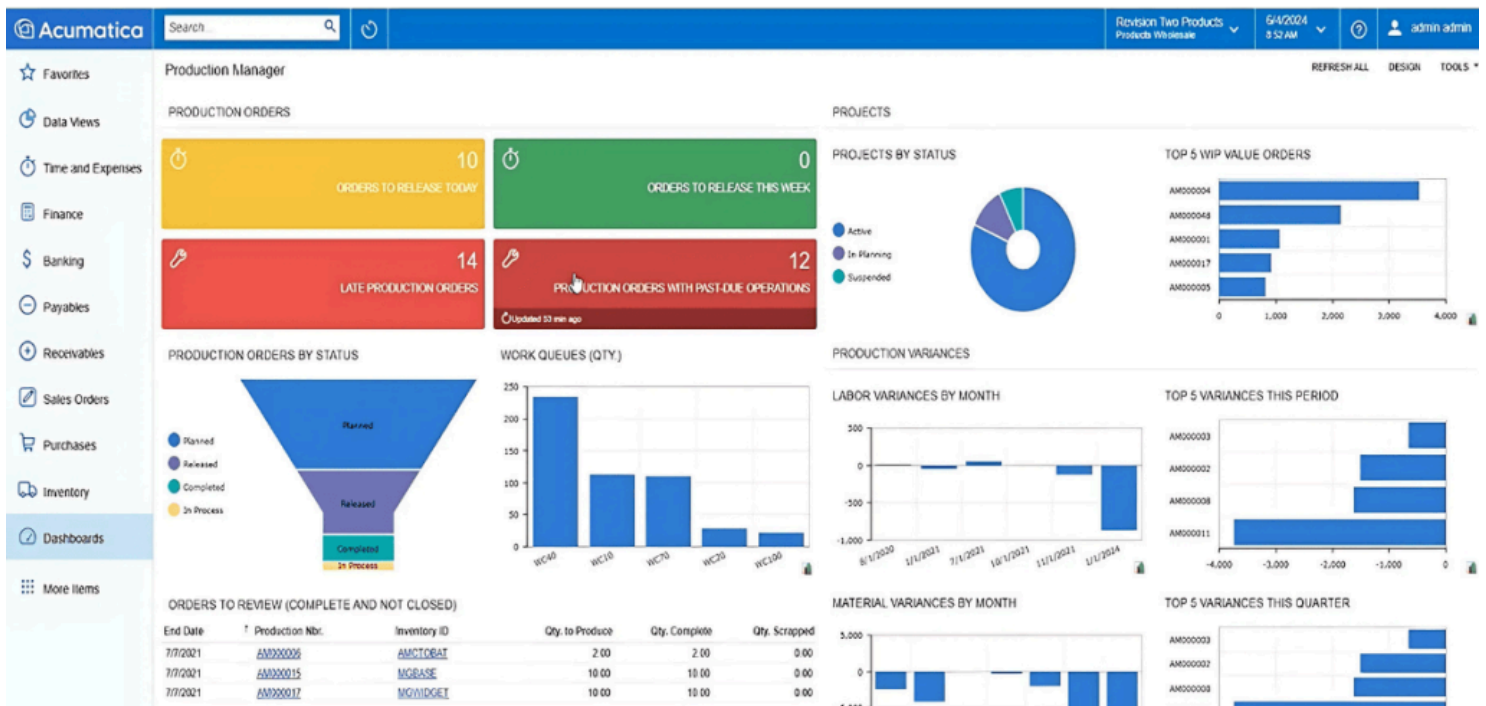 Acumatica
Search...
Revision Two Products
Products Wholesale
6/4/2024
8:52 AM
admin admin
Favorites
Data Views
Time and Expenses
Finance
Banking
Payables
Receivables
Sales Orders
Purchases
Inventory
Dashboards
More Items
Production Manager
REFRESH ALL DESIGN TOOLS
PRODUCTION ORDERS
10
ORDERS TO RELEASE TODAY
0
ORDERS TO RELEASE THIS WEEK
14
LATE PRODUCTION ORDERS
12
PRODUCTION ORDERS WITH PAST-DUE OPERATIONS
Updated 53 min ago
PRODUCTION ORDERS BY STATUS
Planned
Released
Completed
In Process
Planned
Released
Completed
In Process
WORK QUEUES (QTY.)
250
200
150
100
50
0
WC40 WC10 WC70 WC20 WC100
ORDERS TO REVIEW (COMPLETE AND NOT CLOSED)
End Date Production Nbr. Inventory ID Qty. to Produce Qty. Complete Qty. Scrapped
7/7/2021 AM000006 AMCTOBAT 2.00 2.00 0.00
7/7/2021 AM000015 MGBASE 10.00 10.00 0.00
7/7/2021 AM000017 MGWIDGET 10.00 10.00 0.00
PROJECTS
PROJECTS BY STATUS
Active
In Planning
Suspended
TOP 5 WIP VALUE ORDERS
AM000004
AM000048
AM000001
AM000017
AM000005
0 1,000 2,000 3,000 4,000
PRODUCTION VARIANCES
LABOR VARIANCES BY MONTH
500
0
-500
-1,000
8/1/2020 1/1/2021 7/1/2021 10/1/2021 11/1/2021 1/1/2024
TOP 5 VARIANCES THIS PERIOD
AM000003
AM000002
AM000008
AM000011
-4,000 -3,000 -2,000 -1,000 0
MATERIAL VARIANCES BY MONTH
5,000
0
TOP 5 VARIANCES THIS QUARTER
AM000003
AM000002
AM000008